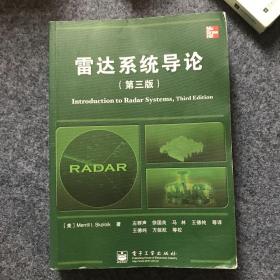 雷达系统导论
（第三版）
Introduction to Radar Systems, Third Edition
RADAR
［美］Merrill I. Skolnik 著
左群声 徐国良 马林 王德纯 等译
王德纯 方能航 等校
电子工业出版社